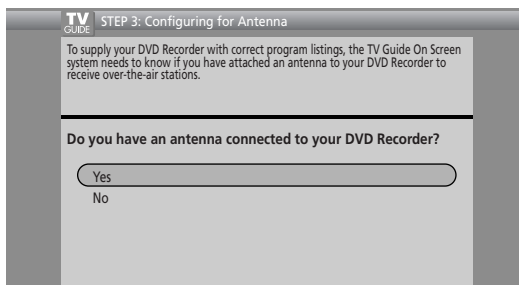 TV
GUIDE
STEP 3: Configuring for Antenna
To supply your DVD Recorder with correct program listings, the TV Guide On Screen
system needs to know if you have attached an antenna to your DVD Recorder to
receive over-the-air stations.
Do you have an antenna connected to your DVD Recorder?
Yes
No